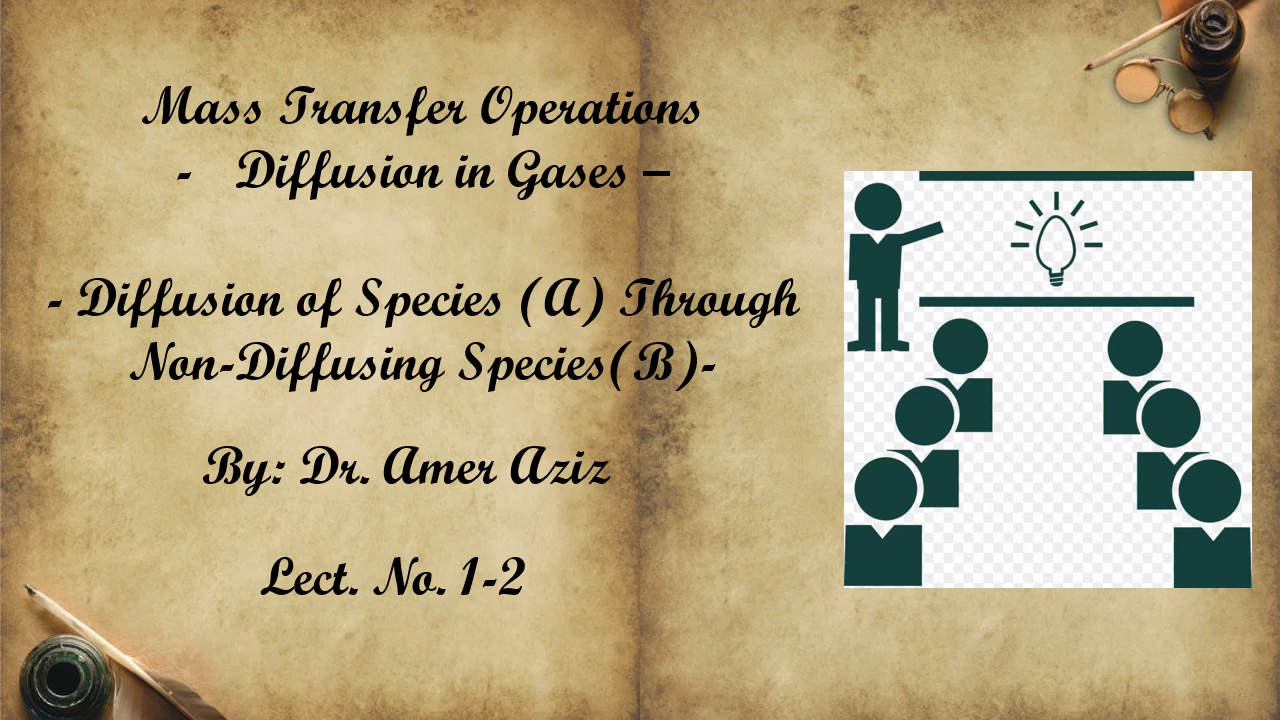 Mass Transfer Operations
- Diffusion in Gases –
- Diffusion of Species (A) Through
Non-Diffusing Species(B)-
By: Dr. Amer Aziz
Lect. No. 1-2